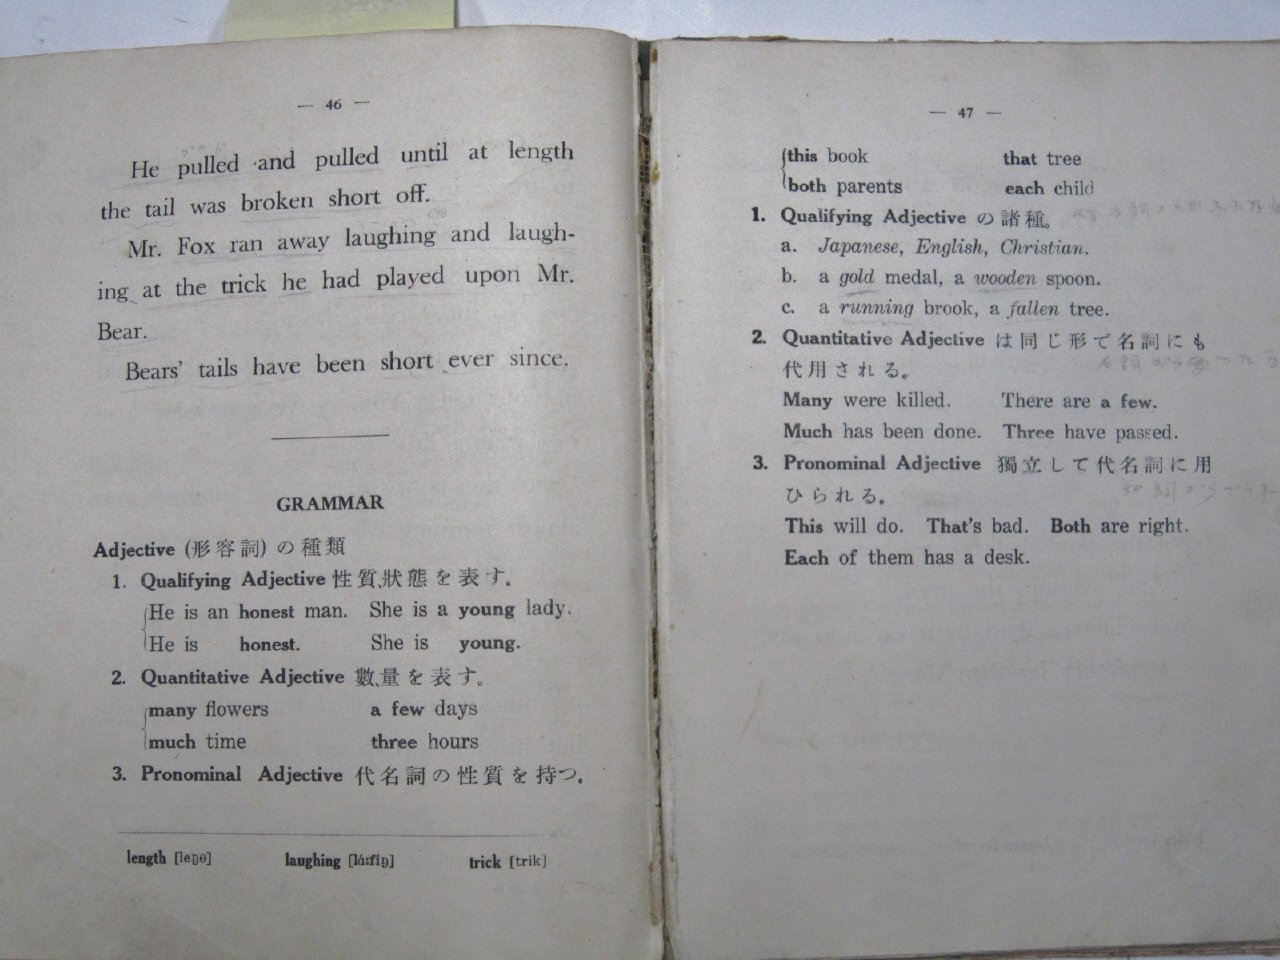 — 46 —
He pulled and pulled until at length
the tail was broken short off.
Mr. Fox ran away laughing and laugh-
ing at the trick he had played upon Mr.
Bear.
Bears' tails have been short ever since.
GRAMMAR
Adjective (形容詞) の種類
1. Qualifying Adjective 性質、狀態を表す。
He is an honest man. She is a young lady.
He is honest. She is young.
2. Quantitative Adjective 數、量を表す。
many flowers a few days
much time three hours
3. Pronominal Adjective 代名詞の性質を持つ。
length [leŋθ] laughing [lá:fiŋ] trick [trik]
— 47 —
this book that tree
both parents each child
1. Qualifying Adjective の諸種。
a. Japanese, English, Christian.
b. a gold medal, a wooden spoon.
c. a running brook, a fallen tree.
2. Quantitative Adjective は同じ形で名詞にも
代用される。
Many were killed. There are a few.
Much has been done. Three have passed.
3. Pronominal Adjective 獨立して代名詞に用
ひられる。
This will do. That's bad. Both are right.
Each of them has a desk.